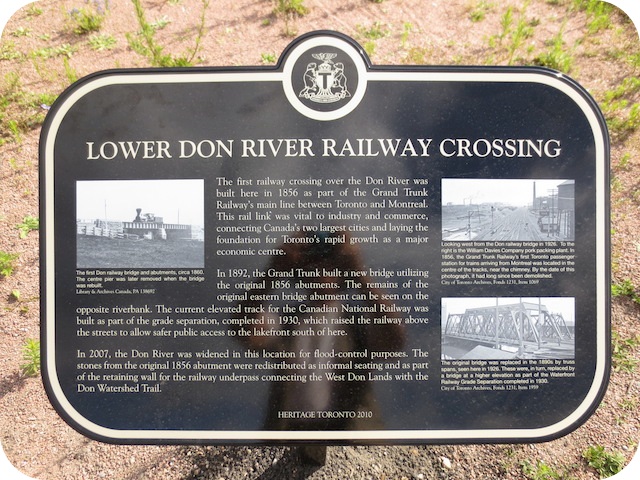 LOWER DON RIVER RAILWAY CROSSING
The first railway crossing over the Don River was
built here in 1856 as part of the Grand Trunk
Railway's main line between Toronto and Montreal.
This rail link was vital to industry and commerce,
connecting Canada's two largest cities and laying the
foundation for Toronto's rapid growth as a major
economic centre.
In 1892, the Grand Trunk built a new bridge utilizing
the original 1856 abutments. The remains of the
original eastern bridge abutment can be seen on the
opposite riverbank. The current elevated track for the Canadian National Railway was
built as part of the grade separation, completed in 1930, which raised the railway above
the streets to allow safer public access to the lakefront south of here.
In 2007, the Don River was widened in this location for flood-control purposes. The
stones from the original 1856 abutment were redistributed as informal seating and as part
of the retaining wall for the railway underpass connecting the West Don Lands with the
Don Watershed Trail.
HERITAGE TORONTO 2010
The first Don railway bridge and abutments, circa 1860.
The centre pier was later removed when the bridge
was rebuilt.
Library & Archives Canada, PA 138692
Looking west from the Don railway bridge in 1926. To the
right is the William Davies Company pork packing plant. In
1856, the Grand Trunk Railway's first Toronto passenger
station for trains arriving from Montreal was located in the
centre of the tracks, near the chimney. By the date of this
photograph, it had long since been demolished.
City of Toronto Archives, Fonds 1231, Item 1089
The original bridge was replaced in the 1890s by truss
spans, seen here in 1926. These were, in turn, replaced by
a bridge at a higher elevation as part of the Waterfront
Railway Grade Separation completed in 1930.
City of Toronto Archives, Fonds 1231, Item